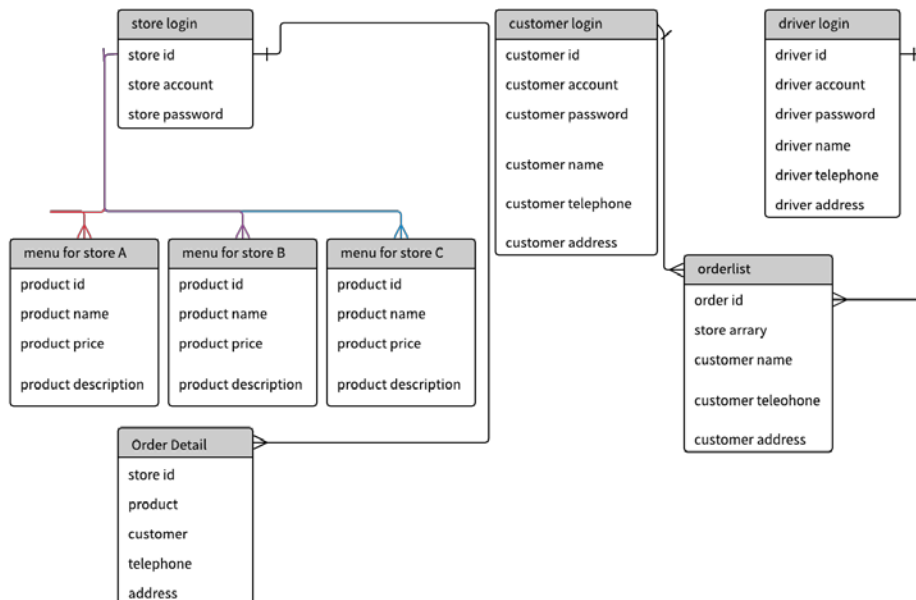 store login
store id
store account
store password
customer login
customer id
customer account
customer password
customer name
customer telephone
customer address
driver login
driver id
driver account
driver password
driver name
driver telephone
driver address
menu for store A
product id
product name
product price
product description
menu for store B
product id
product name
product price
product description
menu for store C
product id
product name
product price
product description
orderlist
order id
store arrary
customer name
customer teleohone
customer address
Order Detail
store id
product
customer
telephone
address